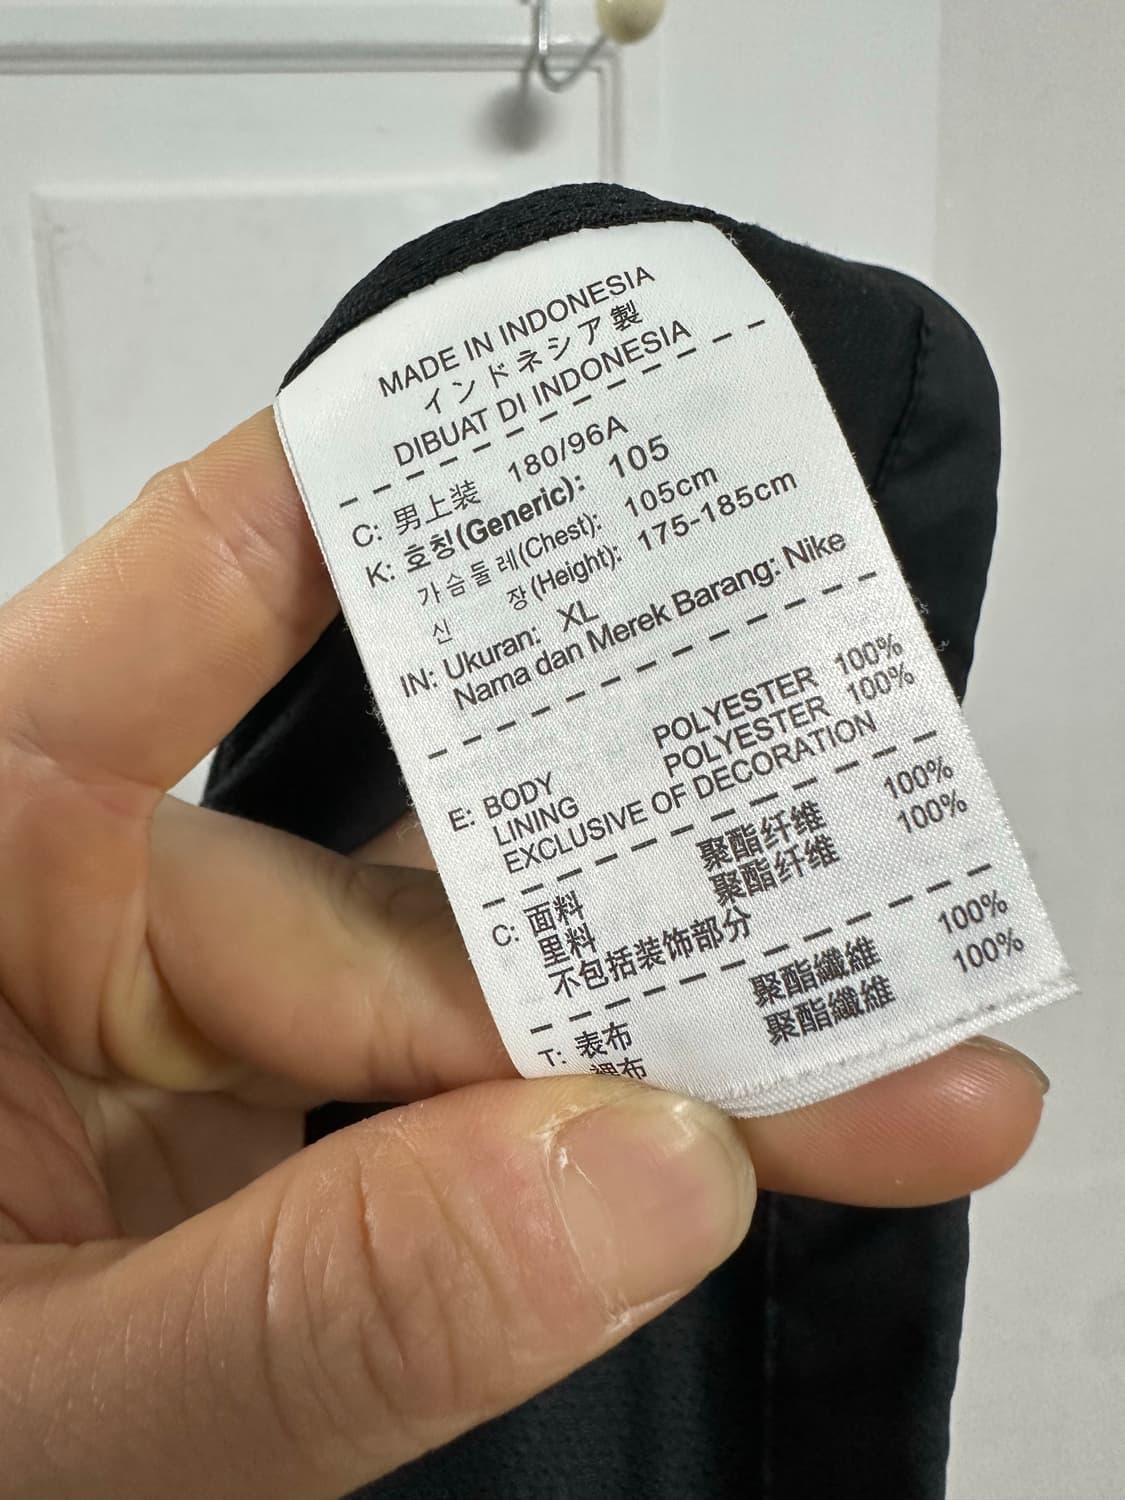 MADE IN INDONESIA
インドネシア製
DIBUAT DI INDONESIA
C: 男上装 180/96A
K: 호칭(Generic): 105
가슴둘레(Chest): 105cm
신 장(Height): 175-185cm
IN: Ukuran: XL
Nama dan Merek Barang: Nike
E: BODY POLYESTER 100%
LINING POLYESTER 100%
EXCLUSIVE OF DECORATION
C: 面料 聚酯纤维 100%
里料 聚酯纤维 100%
不包括装饰部分
T: 表布 聚酯纖維 100%
裡布 聚酯纖維 100%